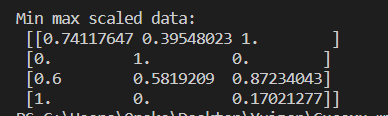 Min max scaled data:
[[0.74117647 0.39548023 1.        ]
[0.         1.         0.        ]
[0.6        0.5819209  0.87234043]
[1.         0.         0.17021277]]